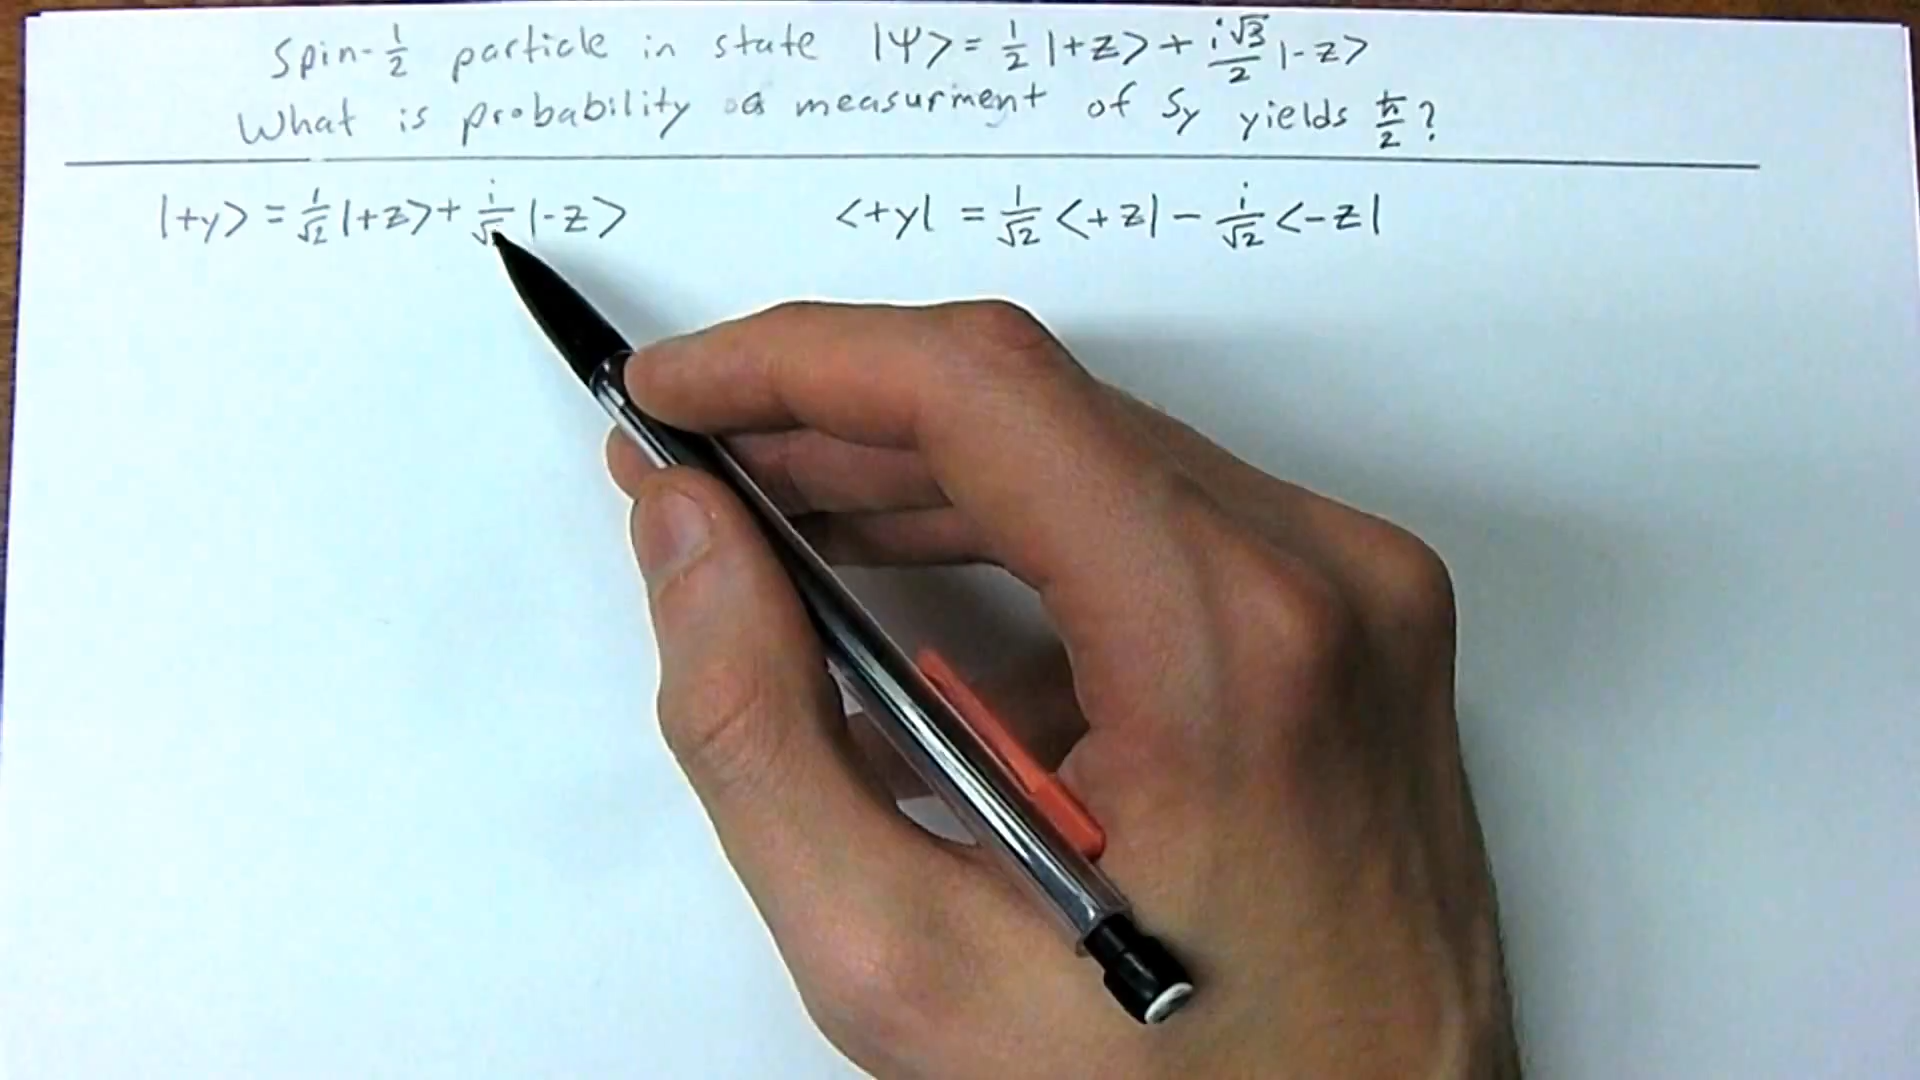 Spin-½ particle in state |Ψ> = 1/2 |+z> + i√3/2 |-z>
What is probability a measurment of Sy yields ħ/2?
|+y> = 1/√2 |+z> + i/√2 |-z> <+y| = 1/√2 <+z| - i/√2 <-z|